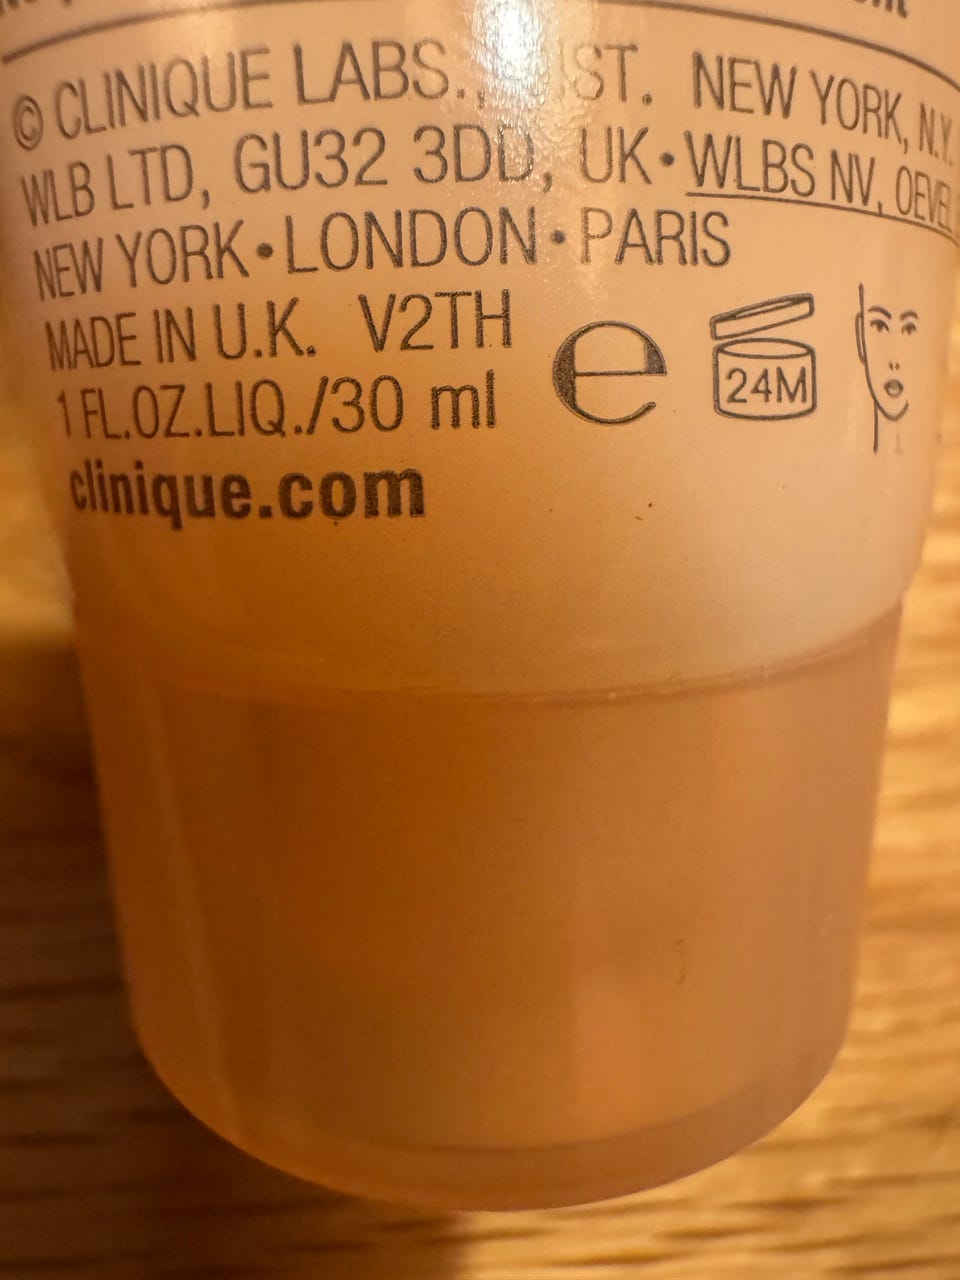 © CLINIQUE LABS., ST. NEW YORK, N.Y.
WLB LTD, GU32 3DD, UK • WLBS NV, OEVEL
NEW YORK • LONDON • PARIS
MADE IN U.K. V2TH
1 FL.OZ.LIQ./30 ml
clinique.com
e
24M